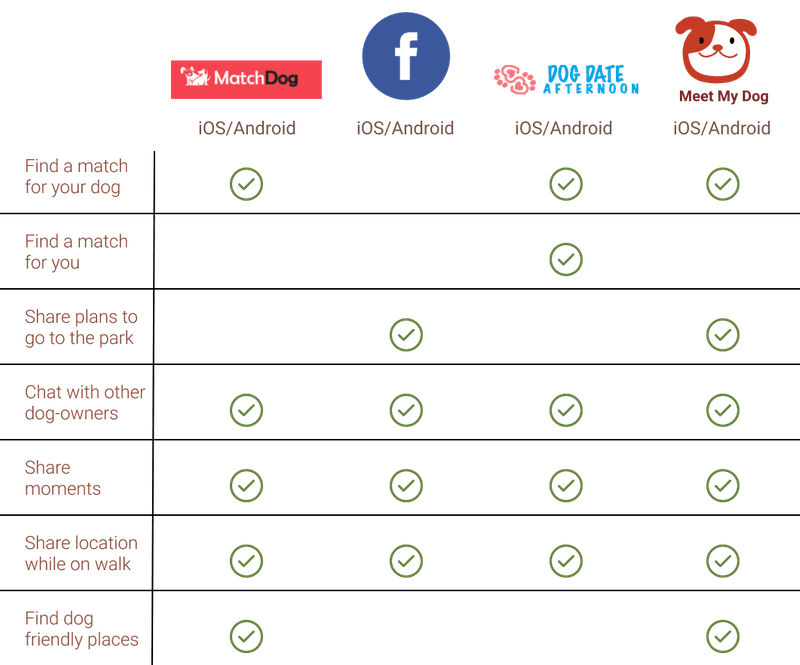 MatchDog
f
DOG DATE
AFTERNOON
Meet My Dog
iOS/Android
iOS/Android
iOS/Android
iOS/Android
Find a match
for your dog
Find a match
for you
Share plans to
go to the park
Chat with other
dog-owners
Share
moments
Share location
while on walk
Find dog
friendly places